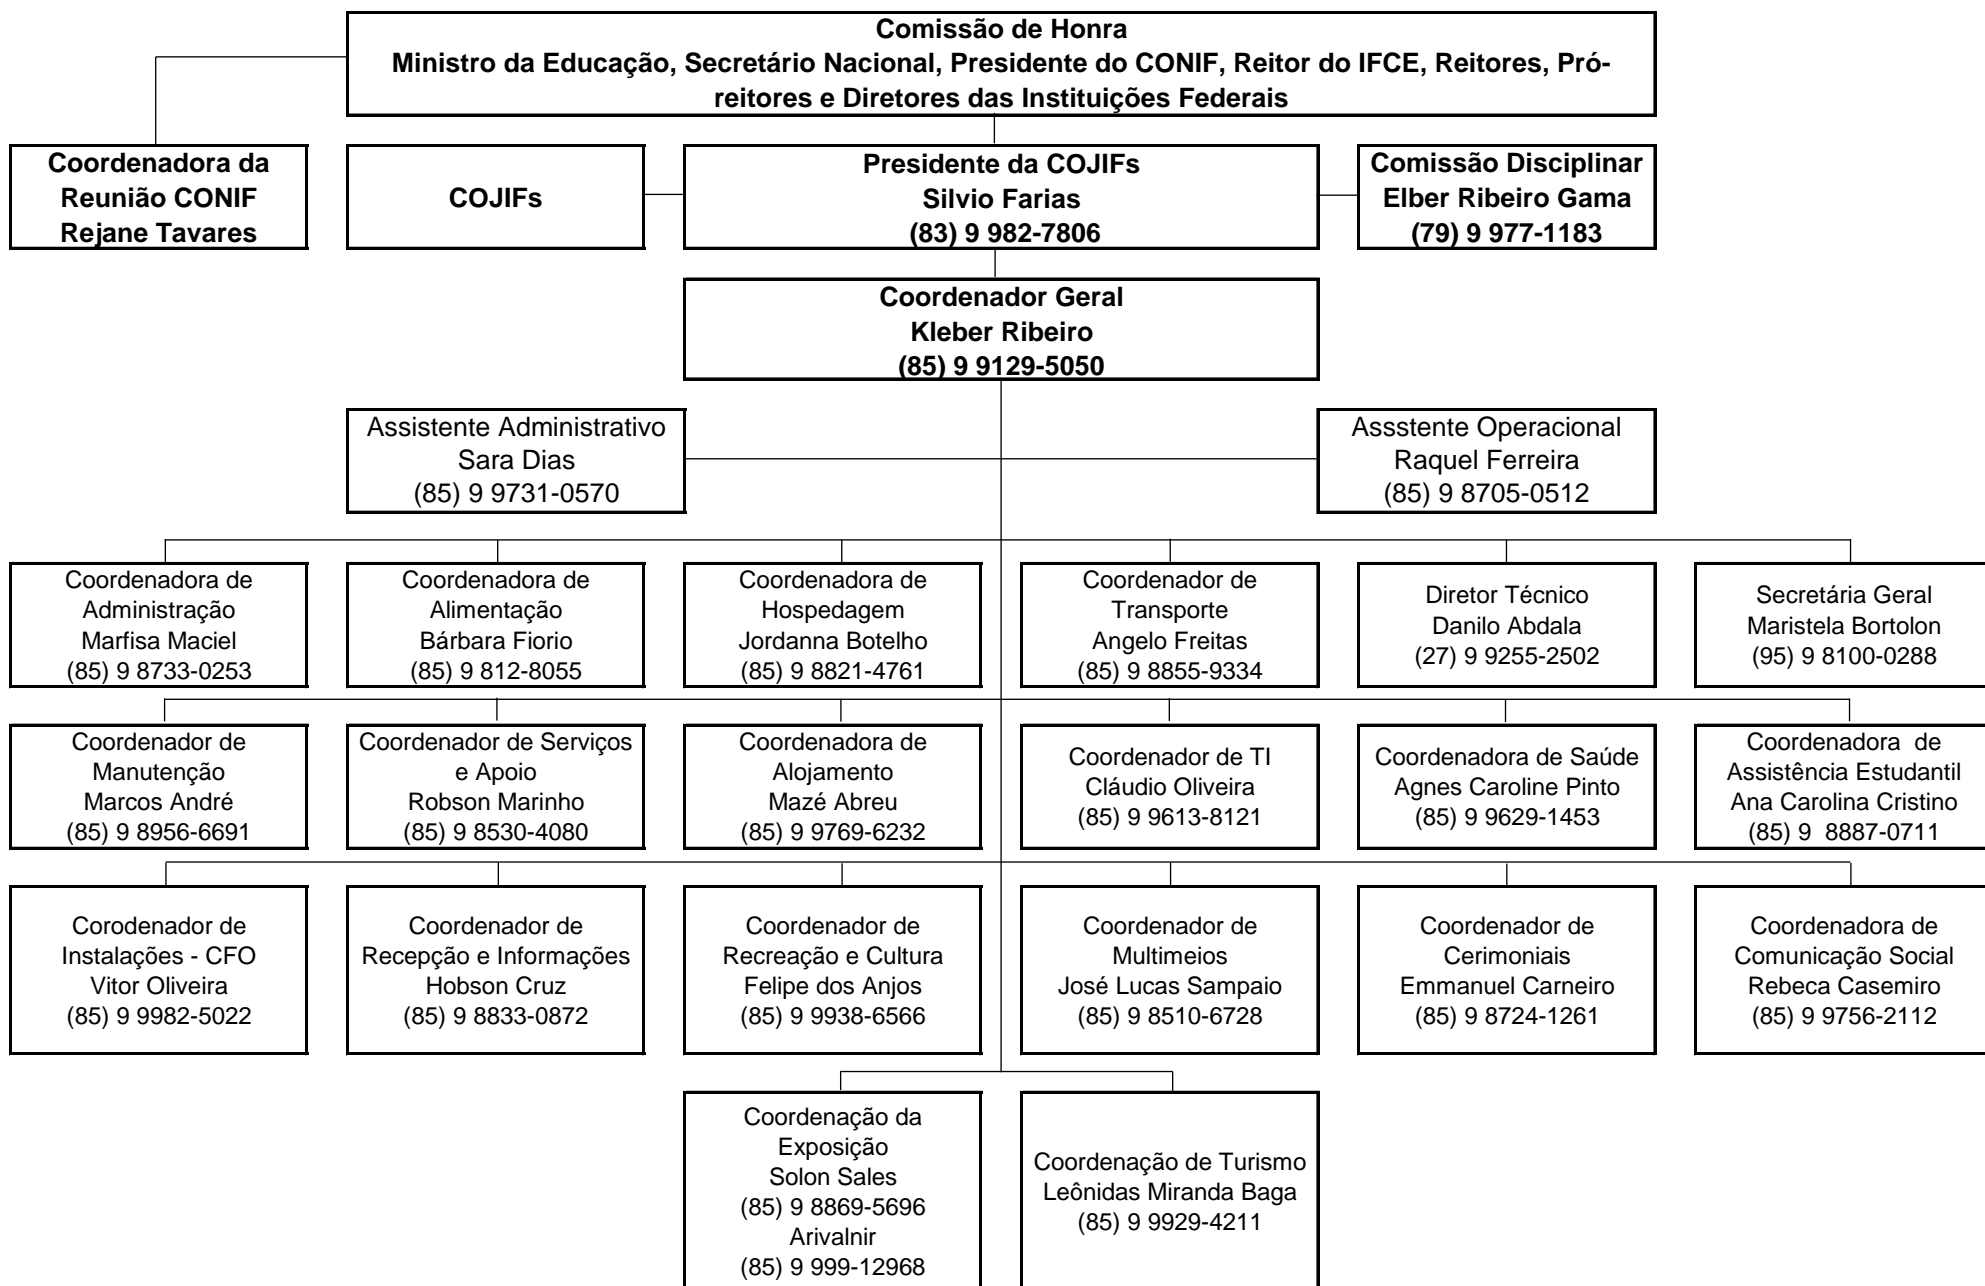 Comissão de Honra
Ministro da Educação, Secretário Nacional, Presidente do CONIF, Reitor do IFCE, Reitores, Pró-
reitores e Diretores das Instituições Federais
Coordenadora da
Reunião CONIF
Rejane Tavares
COJIFs
Presidente da COJIFs
Silvio Farias
(83) 9 982-7806
Comissão Disciplinar
Elber Ribeiro Gama
(79) 9 977-1183
Coordenador Geral
Kleber Ribeiro
(85) 9 9129-5050
Assistente Administrativo
Sara Dias
(85) 9 9731-0570
Assstente Operacional
Raquel Ferreira
(85) 9 8705-0512
Coordenadora de
Administração
Marfisa Maciel
(85) 9 8733-0253
Coordenadora de
Alimentação
Bárbara Fiorio
(85) 9 812-8055
Coordenadora de
Hospedagem
Jordanna Botelho
(85) 9 8821-4761
Coordenador de
Transporte
Angelo Freitas
(85) 9 8855-9334
Diretor Técnico
Danilo Abdala
(27) 9 9255-2502
Secretária Geral
Maristela Bortolon
(95) 9 8100-0288
Coordenador de
Manutenção
Marcos André
(85) 9 8956-6691
Coordenador de Serviços
e Apoio
Robson Marinho
(85) 9 8530-4080
Coordenadora de
Alojamento
Mazé Abreu
(85) 9 9769-6232
Coordenador de TI
Cláudio Oliveira
(85) 9 9613-8121
Coordenadora de Saúde
Agnes Caroline Pinto
(85) 9 9629-1453
Coordenadora  de
Assistência Estudantil
Ana Carolina Cristino
(85) 9  8887-0711
Corodenador de
Instalações - CFO
Vitor Oliveira
(85) 9 9982-5022
Coordenador de
Recepção e Informações
Hobson Cruz
(85) 9 8833-0872
Coordenador de
Recreação e Cultura
Felipe dos Anjos
(85) 9 9938-6566
Coordenador de
Multimeios
José Lucas Sampaio
(85) 9 8510-6728
Coordenador de
Cerimoniais
Emmanuel Carneiro
(85) 9 8724-1261
Coordenadora de
Comunicação Social
Rebeca Casemiro
(85) 9 9756-2112
Coordenação da
Exposição
Solon Sales
(85) 9 8869-5696
Arivalnir
(85) 9 999-12968
Coordenação de Turismo
Leônidas Miranda Baga
(85) 9 9929-4211